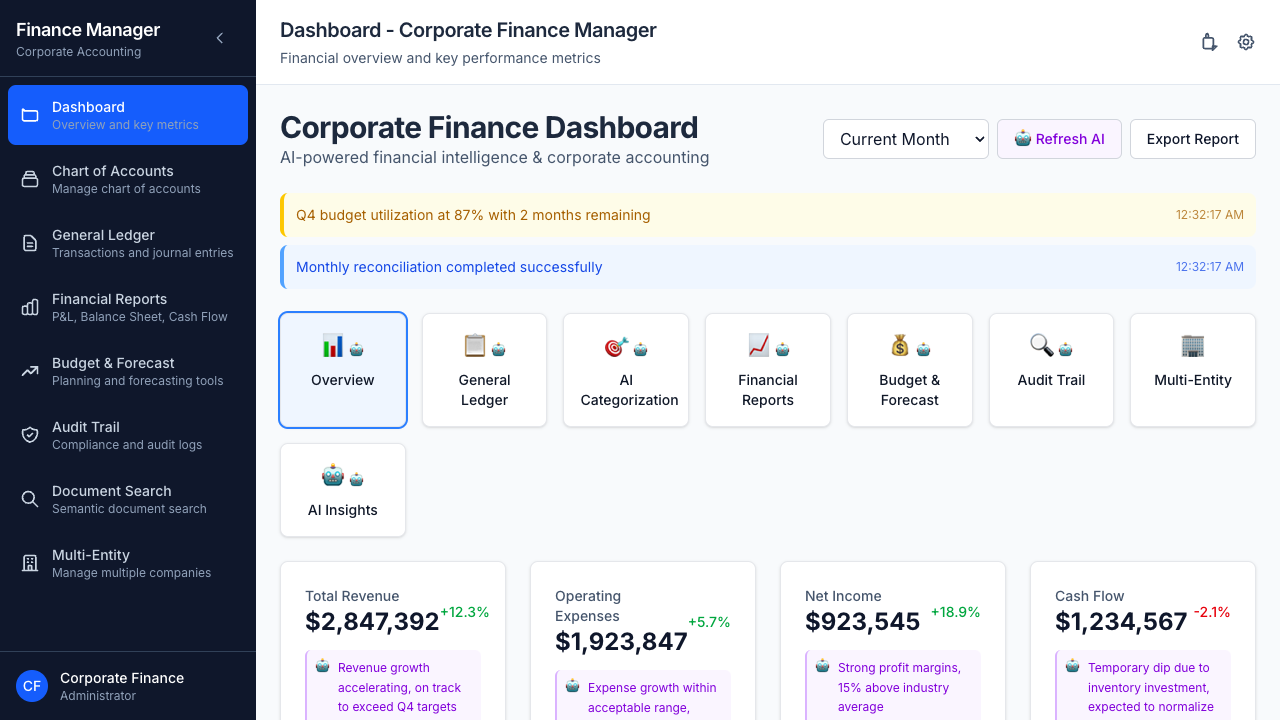 Finance Manager
Corporate Accounting
Dashboard
Overview and key metrics
Chart of Accounts
Manage chart of accounts
General Ledger
Transactions and journal entries
Financial Reports
P&L, Balance Sheet, Cash Flow
Budget & Forecast
Planning and forecasting tools
Audit Trail
Compliance and audit logs
Document Search
Semantic document search
Multi-Entity
Manage multiple companies
CF
Corporate Finance
Administrator
Dashboard - Corporate Finance Manager
Financial overview and key performance metrics
Corporate Finance Dashboard
AI-powered financial intelligence & corporate accounting
Current Month
Refresh AI
Export Report
Q4 budget utilization at 87% with 2 months remaining
12:32:17 AM
Monthly reconciliation completed successfully
12:32:17 AM
Overview
General
Ledger
AI
Categorization
Financial
Reports
Budget &
Forecast
Audit Trail
Multi-Entity
AI Insights
Total Revenue
$2,847,392
+12.3%
Revenue growth
accelerating, on track
to exceed Q4 targets
Operating
Expenses
$1,923,847
+5.7%
Expense growth within
acceptable range,
Net Income
$923,545
+18.9%
Strong profit margins,
15% above industry
average
Cash Flow
$1,234,567
-2.1%
Temporary dip due to
inventory investment,
expected to normalize